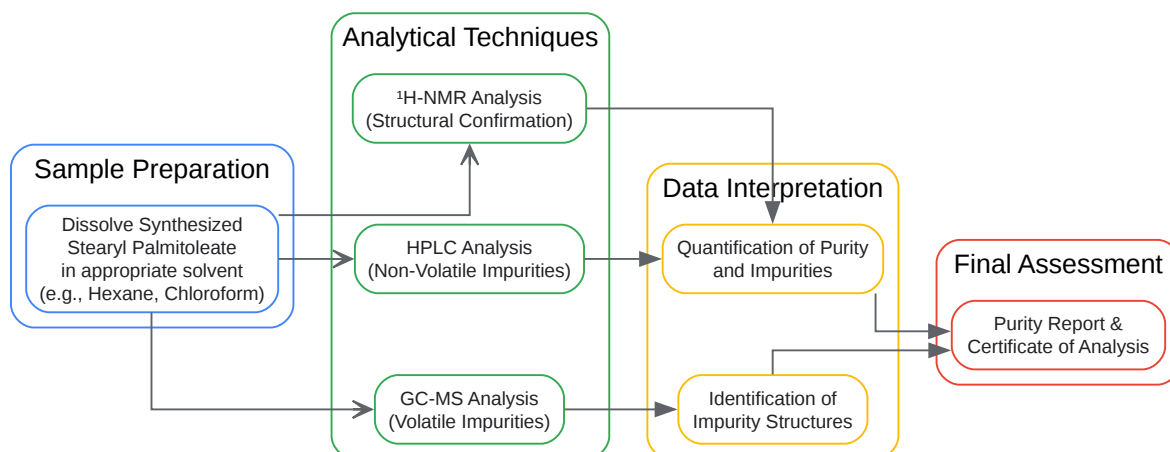 Sample Preparation
Dissolve Synthesized
Stearyl Palmitoleate
in appropriate solvent
(e.g., Hexane, Chloroform)
Analytical Techniques
¹H-NMR Analysis
(Structural Confirmation)
HPLC Analysis
(Non-Volatile Impurities)
GC-MS Analysis
(Volatile Impurities)
Data Interpretation
Quantification of Purity
and Impurities
Identification of
Impurity Structures
Final Assessment
Purity Report &
Certificate of Analysis